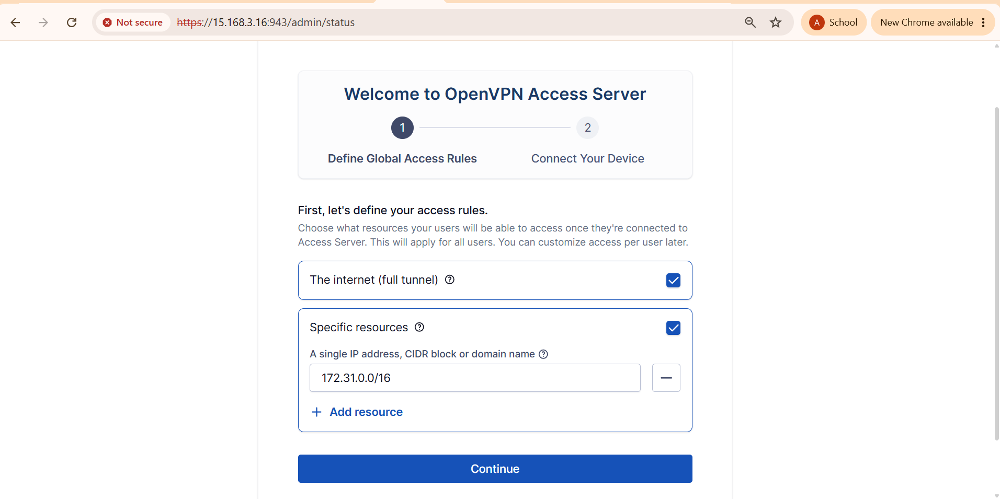 Not secure
https://15.168.3.16:943/admin/status
A
School
New Chrome available
Welcome to OpenVPN Access Server
1
2
Define Global Access Rules
Connect Your Device
First, let's define your access rules.
Choose what resources your users will be able to access once they're connected to
Access Server. This will apply for all users. You can customize access per user later.
The internet (full tunnel)
Specific resources
A single IP address, CIDR block or domain name
172.31.0.0/16
Add resource
Continue